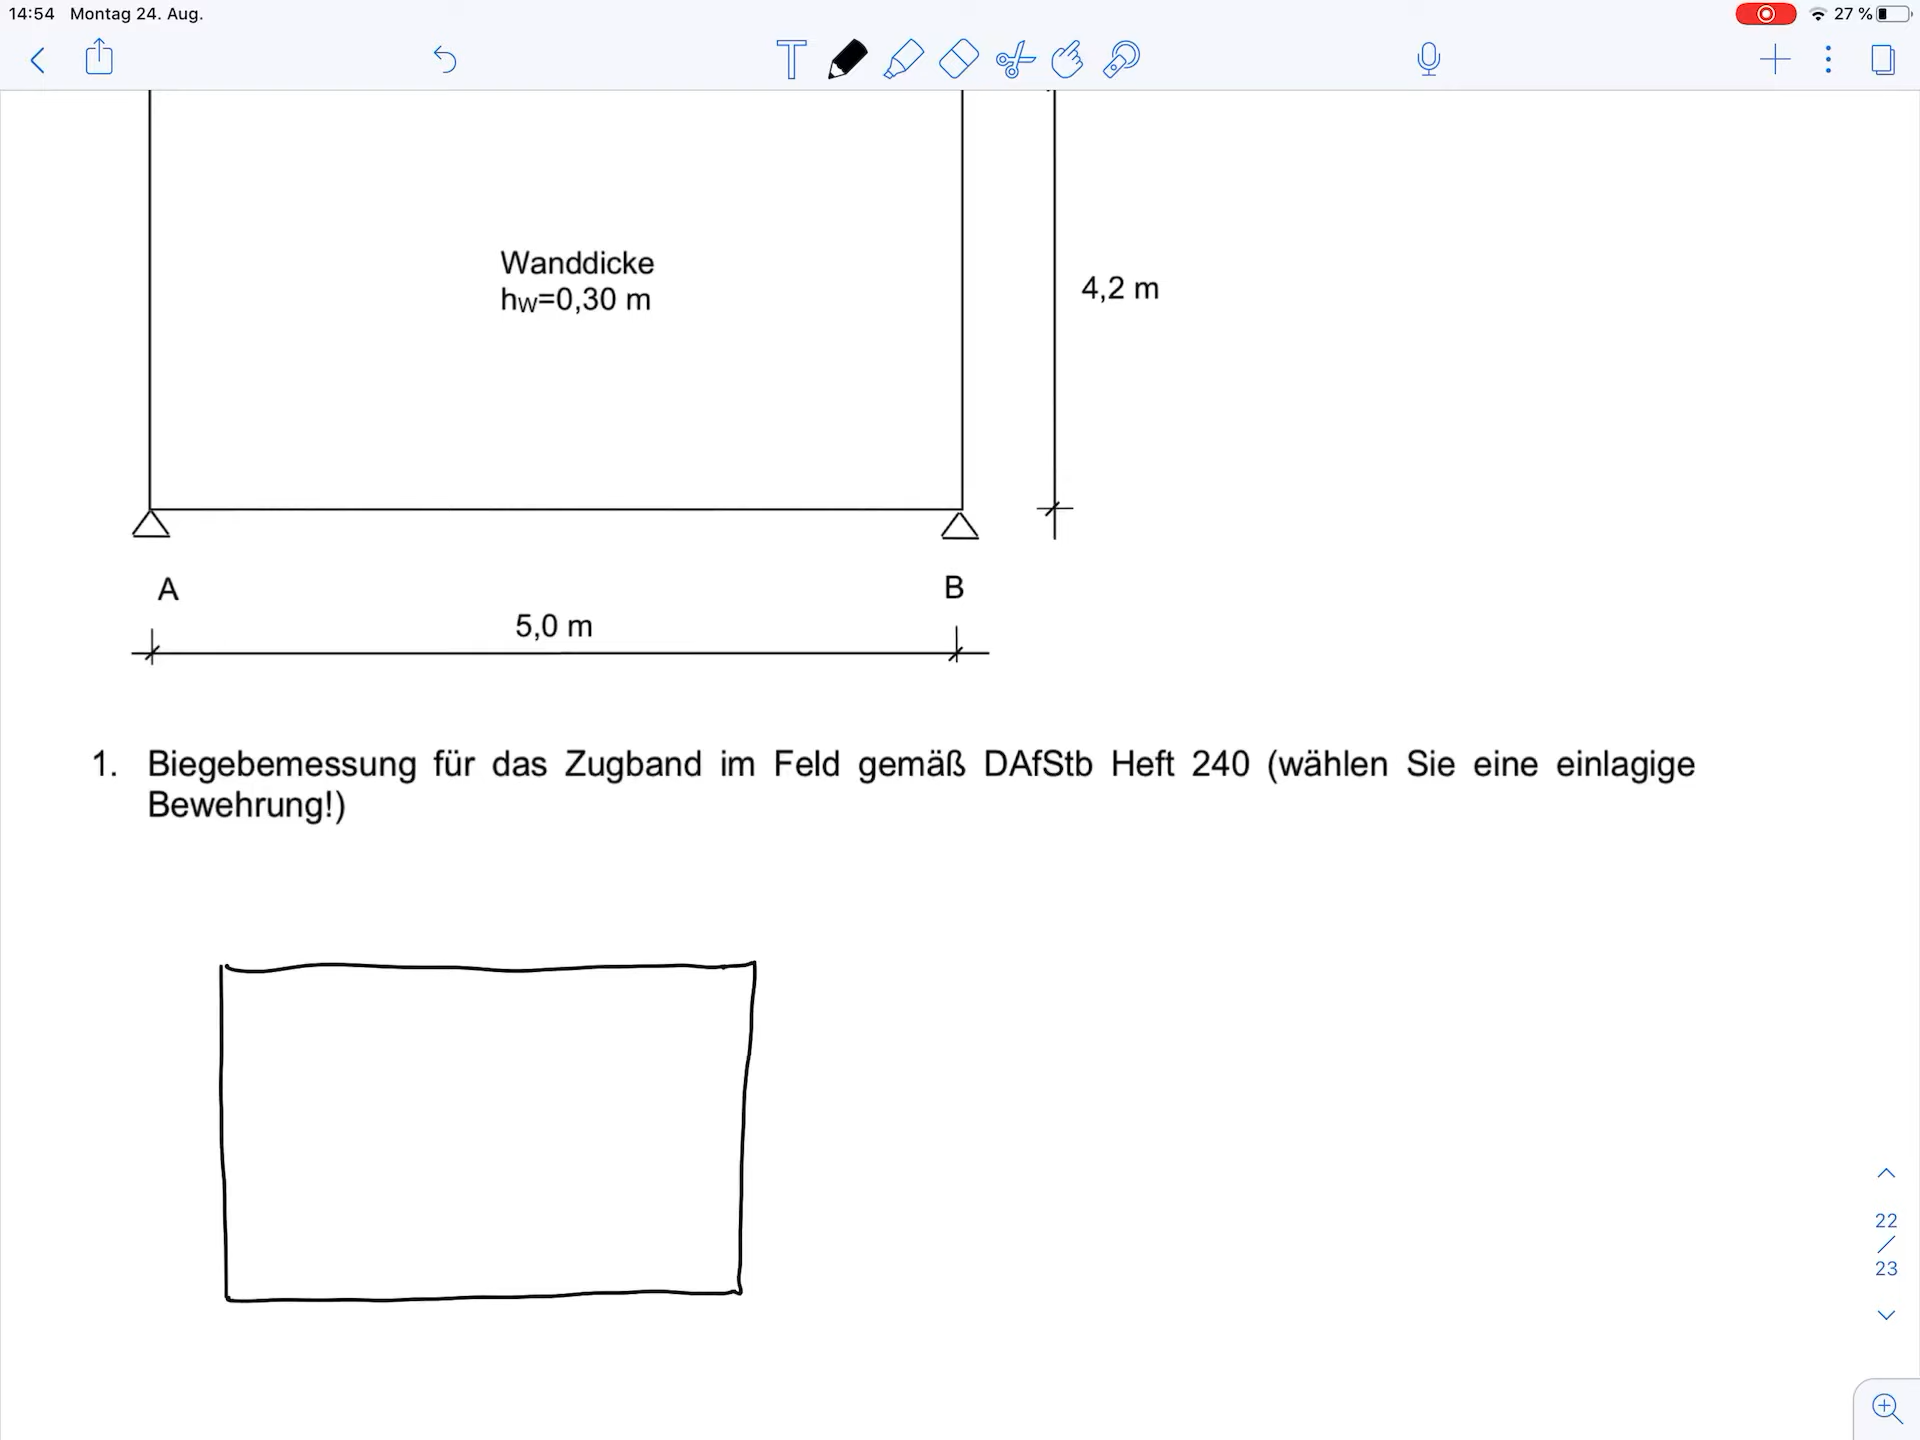 14:54 Montag 24. Aug.
27 %
T
Wanddicke
hw=0,30 m
4,2 m
A
B
5,0 m
1. Biegebemessung für das Zugband im Feld gemäß DAfStb Heft 240 (wählen Sie eine einlagige
Bewehrung!)
22
/
23